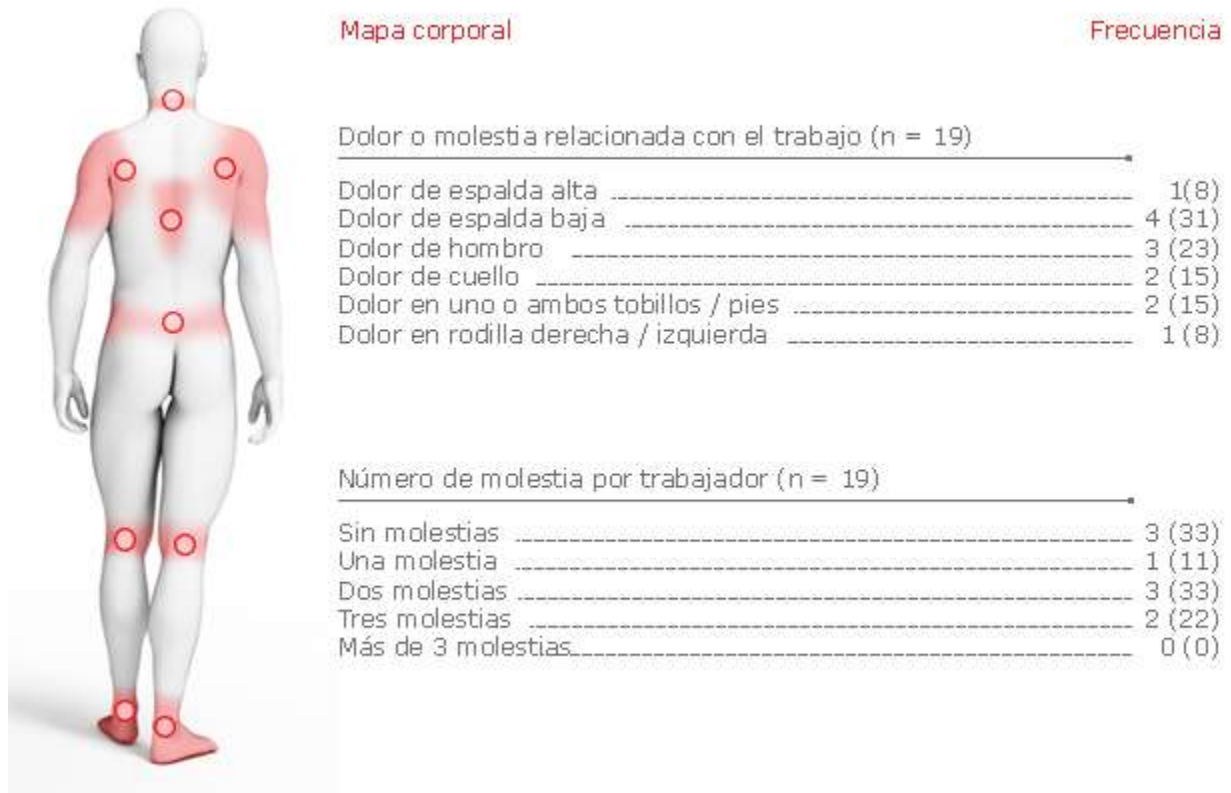 Mapa corporal Frecuencia
Dolor o molestia relacionada con el trabajo (n = 19)
Dolor de espalda alta 1(8)
Dolor de espalda baja 4 (31)
Dolor de hombro 3 (23)
Dolor de cuello 2 (15)
Dolor en uno o ambos tobillos / pies 2 (15)
Dolor en rodilla derecha / izquierda 1 (8)
Número de molestia por trabajador (n = 19)
Sin molestias 3 (33)
Una molestia 1 (11)
Dos molestias 3 (33)
Tres molestias 2 (22)
Más de 3 molestias 0 (0)